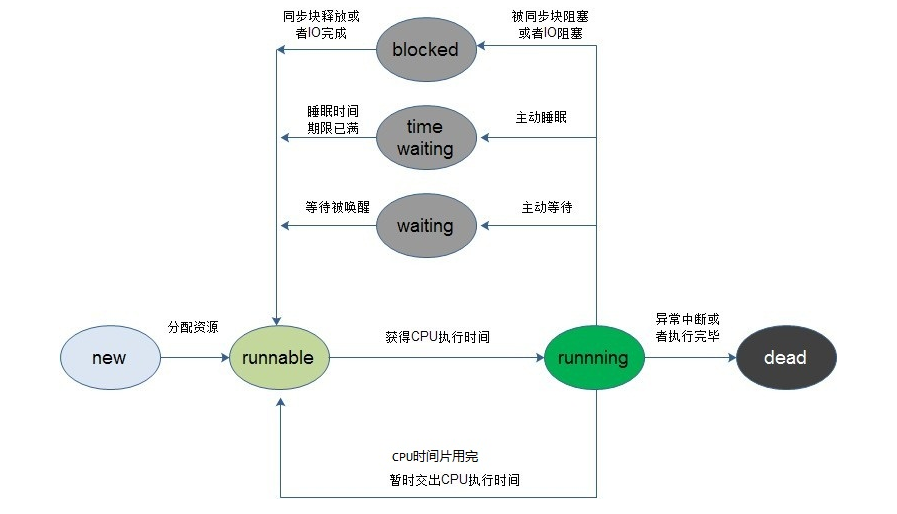 同步块释放或
者IO完成
blocked
被同步块阻塞
或者IO阻塞
睡眠时间
期限已满
time
waiting
主动睡眠
等待被唤醒
waiting
主动等待
new
分配资源
runnable
获得CPU执行时间
runnning
异常中断或
者执行完毕
dead
CPU时间片用完
暂时交出CPU执行时间